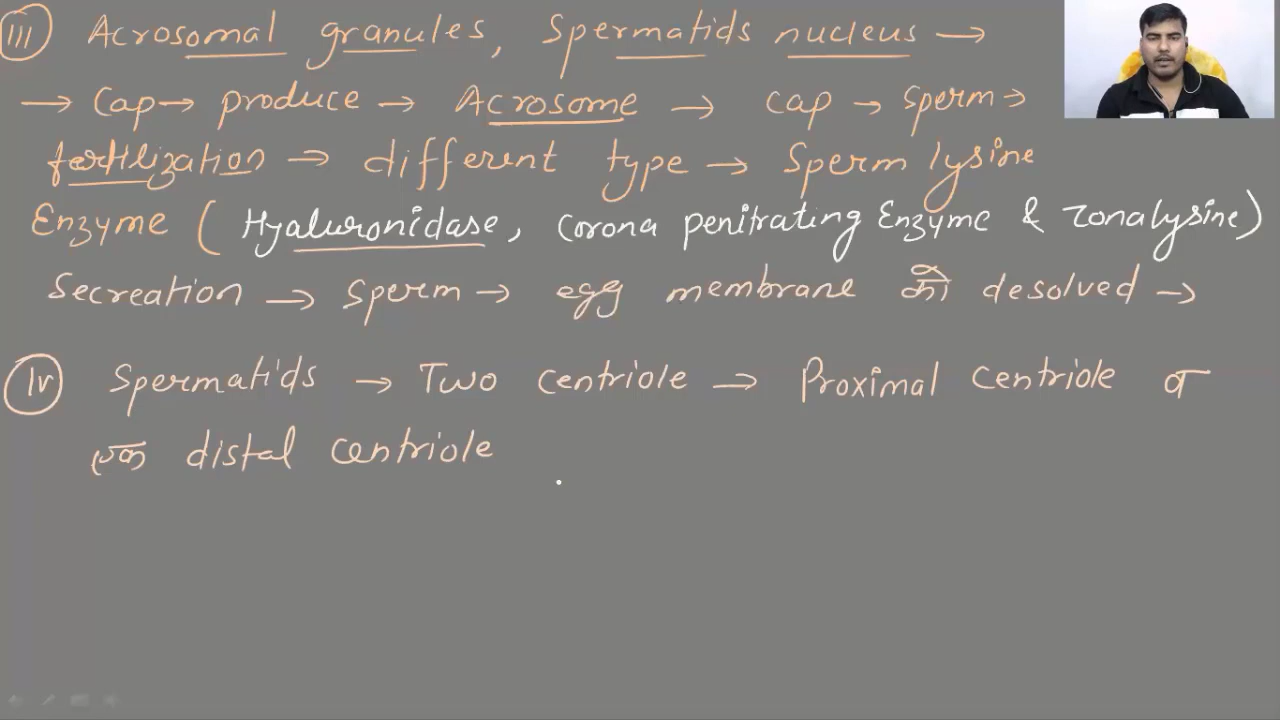 (iii) Acrosomal granules, Spermatids nucleus →
→ Cap → produce → Acrosome → cap → sperm →
fertilization → different type → Sperm lysine
Enzyme ( Hyaluronidase, corona penitrating Enzyme & zonalysine)
Secreation → sperm → egg membrane को desolved →
(iv) Spermatids → Two centriole → Proximal centriole व
एक distal centriole